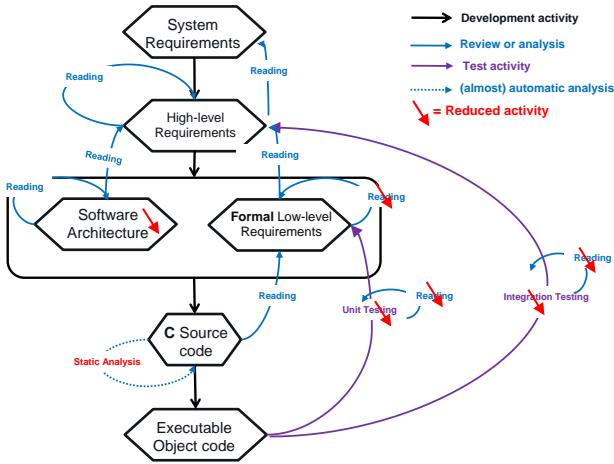 System
Requirements
Development activity
Review or analysis
Test activity
(almost) automatic analysis
= Reduced activity
Reading
Reading
High-level
Requirements
Reading
Reading
Reading
Reading
Software
Architecture
Formal Low-level
Requirements
Reading
Reading
Reading
Unit Testing
Integration Testing
C Source
code
Static Analysis
Executable
Object code